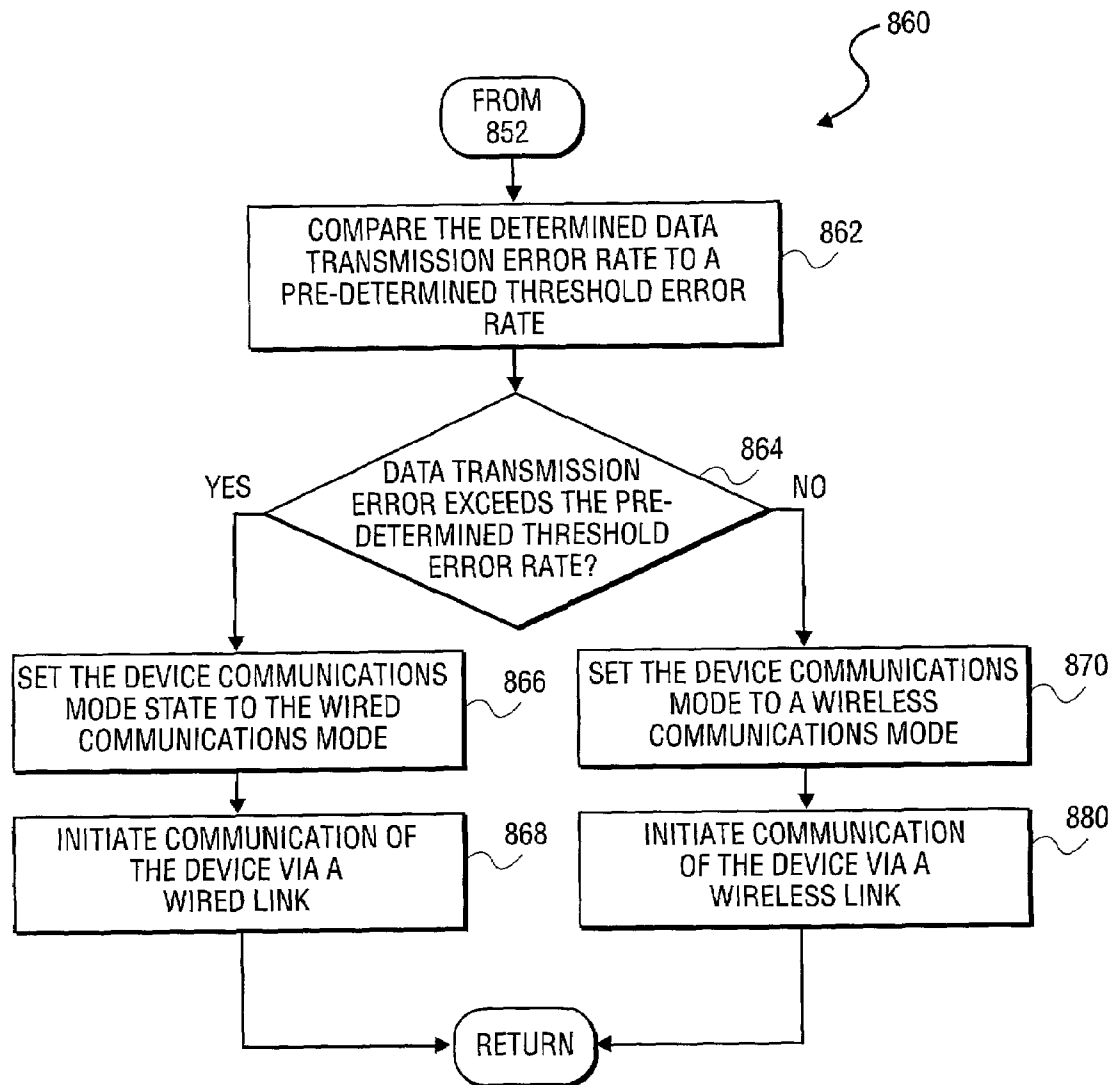 860
FROM
852
COMPARE THE DETERMINED DATA
TRANSMISSION ERROR RATE TO A
PRE-DETERMINED THRESHOLD ERROR
RATE
862
DATA TRANSMISSION
ERROR EXCEEDS THE PRE-
DETERMINED THRESHOLD
ERROR RATE?
864
YES
NO
SET THE DEVICE COMMUNICATIONS
MODE STATE TO THE WIRED
COMMUNICATIONS MODE
866
SET THE DEVICE COMMUNICATIONS
MODE TO A WIRELESS
COMMUNICATIONS MODE
870
INITIATE COMMUNICATION OF
THE DEVICE VIA A
WIRED LINK
868
INITIATE COMMUNICATION
OF THE DEVICE VIA A
WIRELESS LINK
880
RETURN